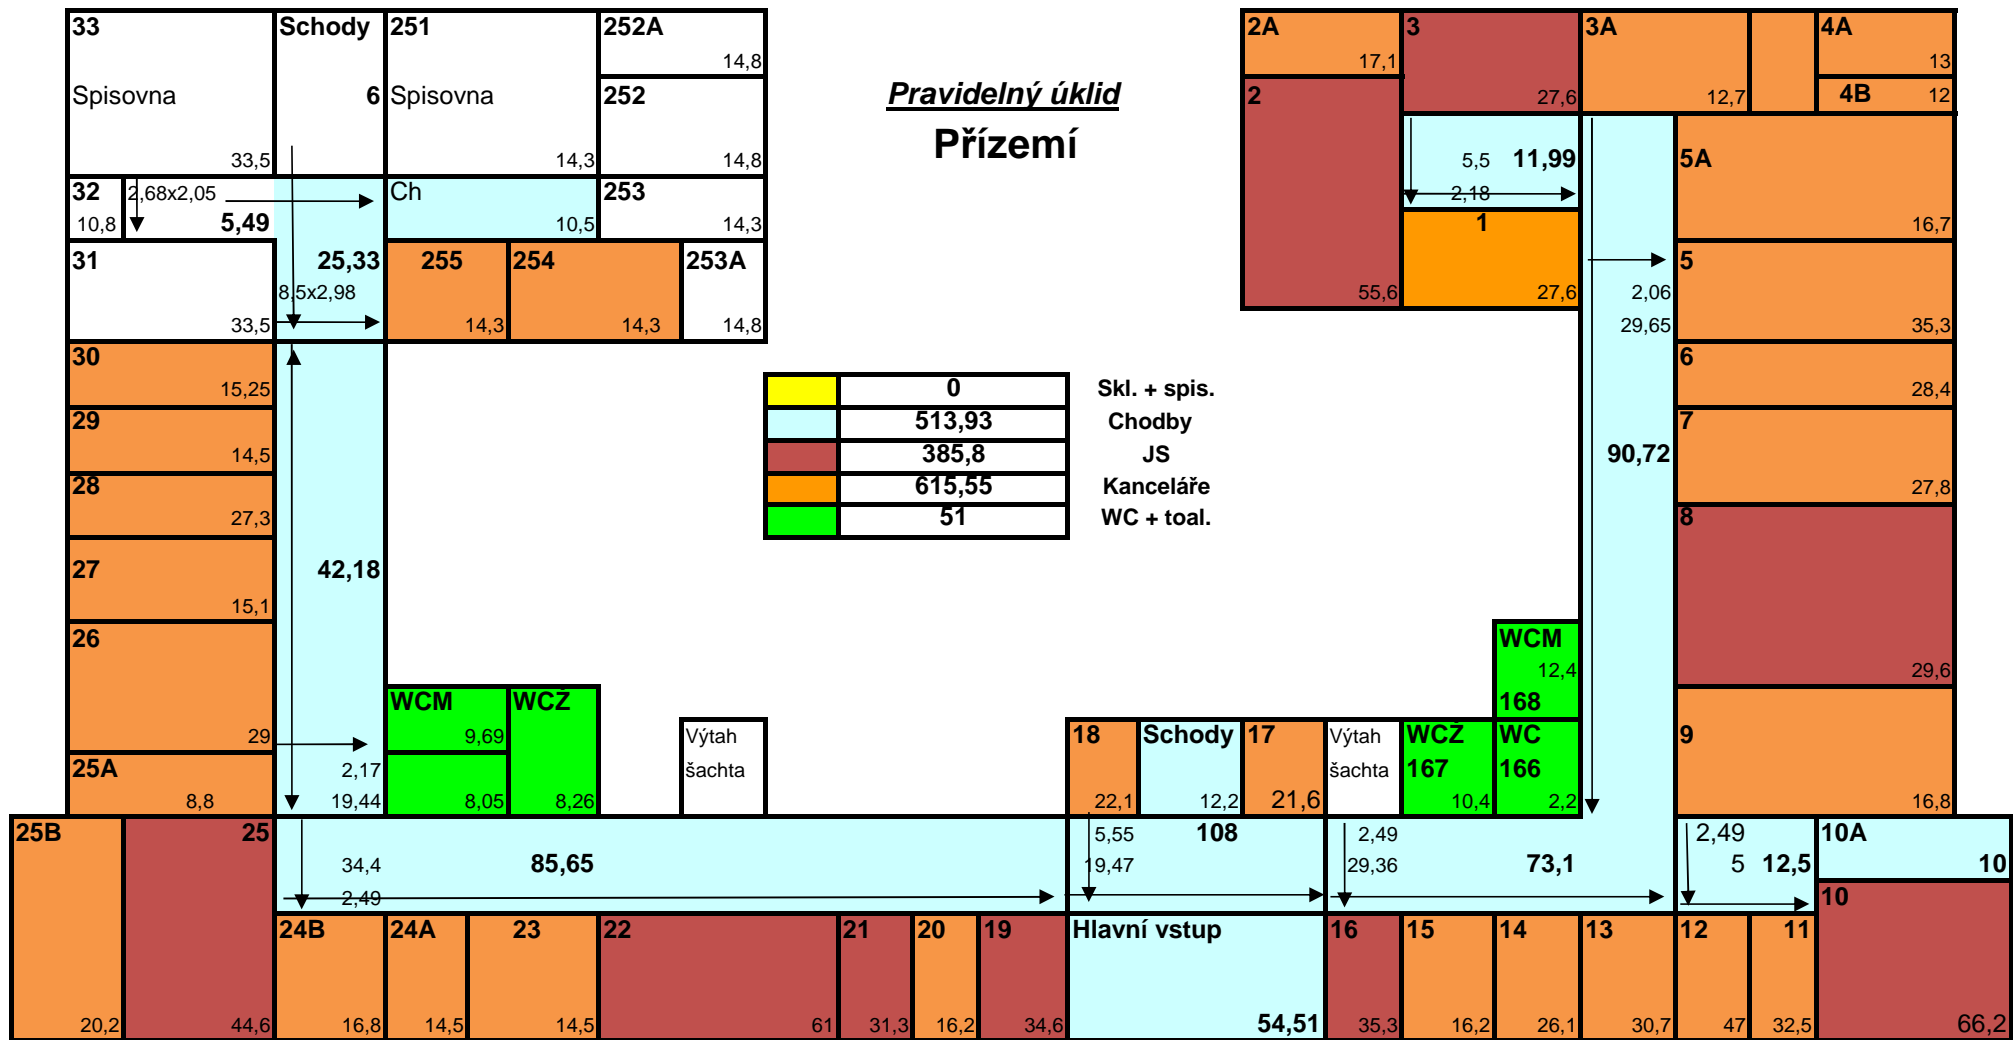 33 Schody 251 252A 2A 3 3A 4A
14,8 17,1 13
Spisovna 6 Spisovna 252 Pravidelný úklid 2 27,6 12,7 4B 12
Přízemí
33,5 14,3 14,8 5,5 11,99 5A
32 2,68x2,05 Ch 253 2,18
10,8 5,49 10,5 14,3 1 16,7
31 25,33 255 254 253A 5
8,5x2,98 55,6 27,6 2,06
33,5 14,3 14,3 14,8 29,65 35,3
30 6
15,25 0 Skl. + spis. 28,4
29 513,93 Chodby 7
14,5 385,8 JS 90,72
28 615,55 Kanceláře 27,8
27,3 51 WC + toal. 8
27 42,18
15,1
26 WCM
12,4 29,6
WCM WCŽ 168
29 9,69 Výtah 18 Schody 17 Výtah WCŽ WC 9
25A 2,17 šachta šachta 167 166
8,8 19,44 8,05 8,26 22,1 12,2 21,6 10,4 2,2 16,8
25B 25 5,55 108 2,49 2,49 10A
34,4 85,65 19,47 29,36 73,1 5 12,5 10
2,49 10
24B 24A 23 22 21 20 19 Hlavní vstup 16 15 14 13 12 11
20,2 44,6 16,8 14,5 14,5 61 31,3 16,2 34,6 54,51 35,3 16,2 26,1 30,7 47 32,5 66,2